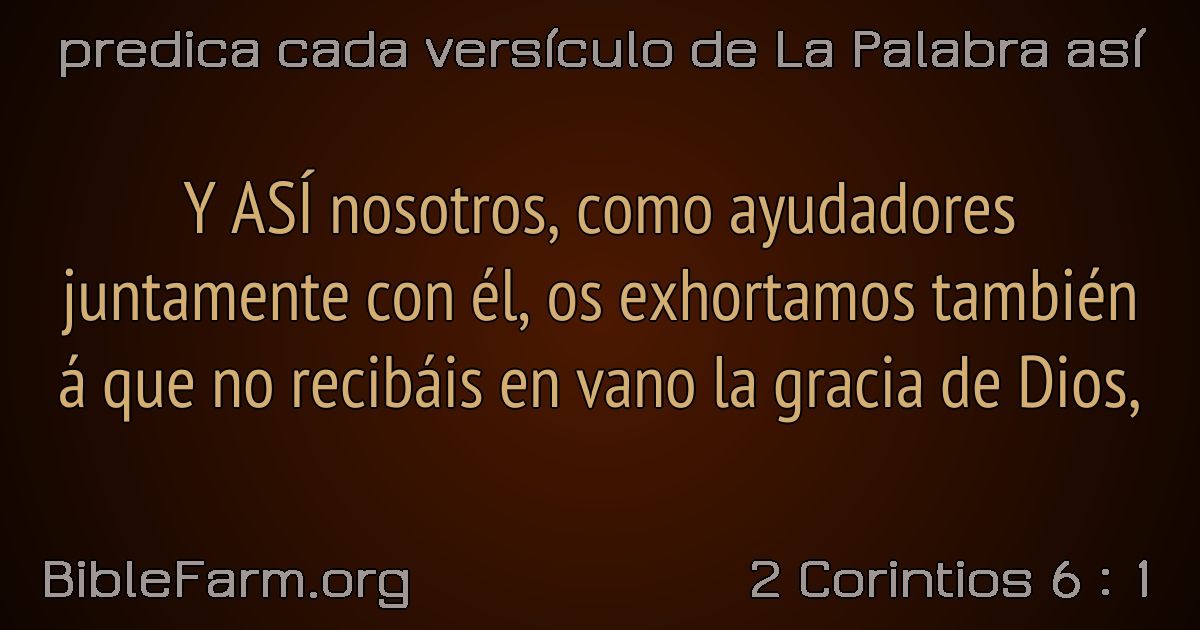 predica cada versículo de La Palabra así
Y ASÍ nosotros, como ayudadores
juntamente con él, os exhortamos también
á que no recibáis en vano la gracia de Dios,
BibleFarm.org
2 Corintios 6 : 1